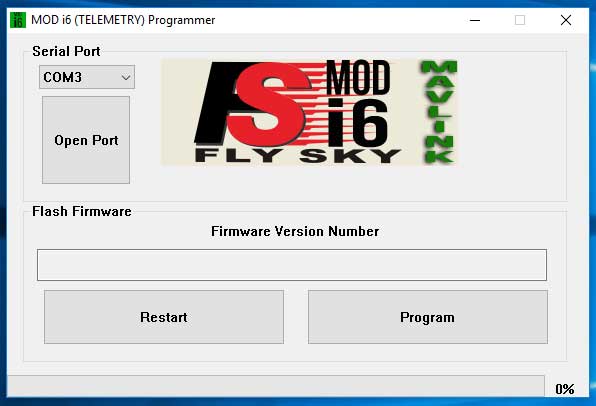 MOD i6 (TELEMETRY) Programmer
Serial Port
COM3
Open Port
FS
MOD
i6
FLY SKY
MAVLINK
Flash Firmware
Firmware Version Number
Restart
Program
0%